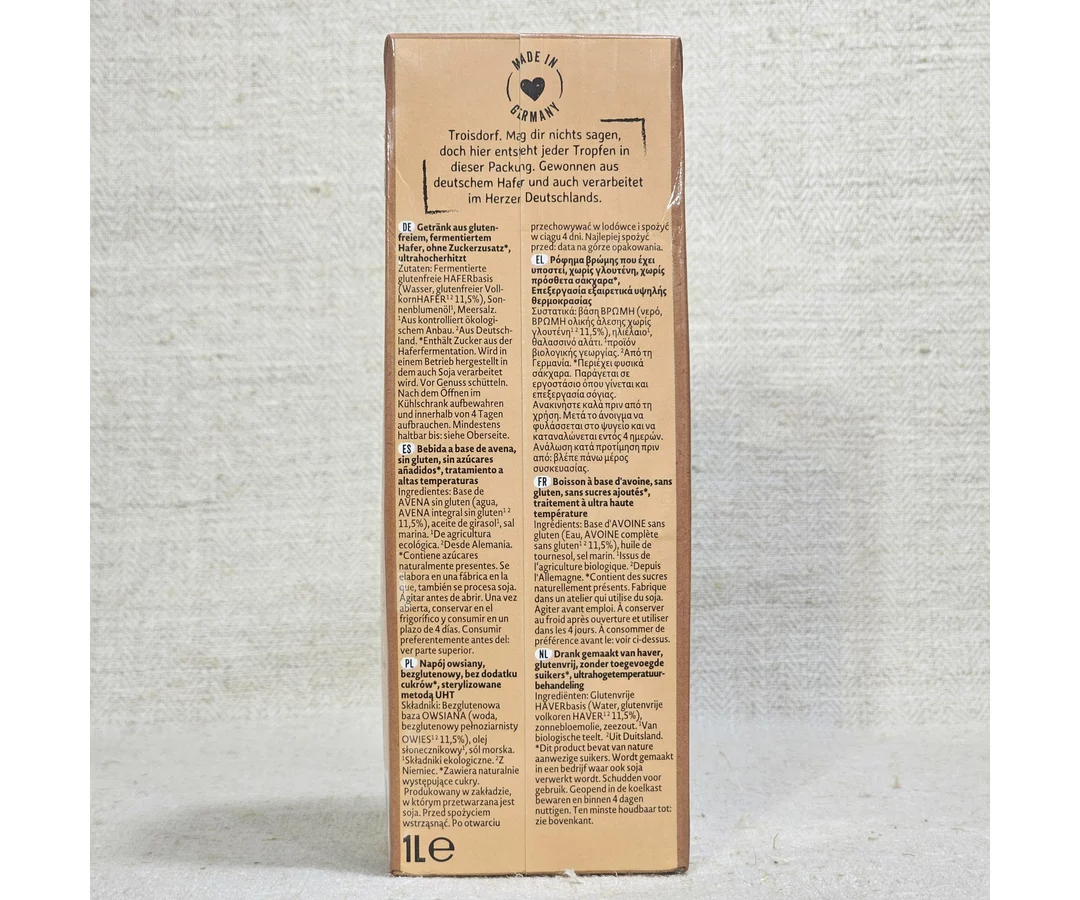 MADE IN
GERMANY
Troisdorf. Mag dir nichts sagen,
doch hier entsteht jeder Tropfen in
dieser Packung. Gewonnen aus
deutschem Hafer und auch verarbeitet
im Herzen Deutschlands.
DE Getränk aus gluten-
freiem, fermentiertem
Hafer, ohne Zuckerzusatz*,
ultrahocherhitzt
Zutaten: Fermentierte
glutenfreie HAFERbasis
(Wasser, glutenfreier Voll-
kornHAFER¹ ² 11,5%), Son-
nenblumenöl¹, Meersalz.
¹Aus kontrolliert ökologi-
schem Anbau. ²Aus Deutsch-
land. *Enthält Zucker aus der
Haferfermentation. Wird in
einem Betrieb hergestellt in
dem auch Soja verarbeitet
wird. Vor Genuss schütteln.
Nach dem Öffnen im
Kühlschrank aufbewahren
und innerhalb von 4 Tagen
aufbrauchen. Mindestens
haltbar bis: siehe Oberseite.
ES Bebida a base de avena,
sin gluten, sin azúcares
añadidos*, tratamiento a
altas temperaturas
Ingredientes: Base de
AVENA sin gluten (agua,
AVENA integral sin gluten¹ ²
11,5%), aceite de girasol¹, sal
marina. ¹De agricultura
ecológica. ²Desde Alemania.
*Contiene azúcares
naturalmente presentes. Se
elabora en una fábrica en la
que, también se procesa soja.
Agitar antes de abrir. Una vez
abierta, conservar en el
frigorífico y consumir en un
plazo de 4 días. Consumir
preferentemente antes del:
ver parte superior.
PL Napój owsiany,
bezglutenowy, bez dodatku
cukrów*, sterylizowane
metodą UHT
Składniki: Bezglutenowa
baza OWSIANA (woda,
bezglutenowy pełnoziarnisty
OWIES¹ ² 11,5%), olej
słonecznikowy¹, sól morska.
¹Składniki ekologiczne. ²Z
Niemiec. *Zawiera naturalnie
występujące cukry.
Produkowany w zakładzie,
w którym przetwarzana jest
soja. Przed spożyciem
wstrząsnąć. Po otwarciu
1L℮
przechowywać w lodówce i spożyć
w ciągu 4 dni. Najlepiej spożyć
przed: data na górze opakowania.
EL Ρόφημα βρώμης που έχει
υποστεί, χωρίς γλουτένη, χωρίς
πρόσθετα σάκχαρα*,
Επεξεργασία εξαιρετικά υψηλής
θερμοκρασίας
Συστατικά: βάση ΒΡΩΜΗ (νερό,
ΒΡΩΜΗ ολικής άλεσης χωρίς
γλουτένη¹ ² 11,5%), ηλιέλαιο¹,
θαλασσινό αλάτι. ¹προϊόν
βιολογικής γεωργίας. ²Από τη
Γερμανία. *Περιέχει φυσικά
σάκχαρα. Παράγεται σε
εργοστάσιο όπου γίνεται και
επεξεργασία σόγιας.
Ανακινήστε καλά πριν από τη
χρήση. Μετά το άνοιγμα να
φυλάσσεται στο ψυγείο και να
καταναλώνεται εντός 4 ημερών.
Ανάλωση κατά προτίμηση πριν
από: βλέπε πάνω μέρος
συσκευασίας.
FR Boisson à base d'avoine, sans
gluten, sans sucres ajoutés*,
traitement à ultra haute
température
Ingrédients: Base d'AVOINE sans
gluten (Eau, AVOINE complète
sans gluten¹ ² 11,5%), huile de
tournesol, sel marin. ¹Issus de
l'agriculture biologique. ²Depuis
l'Allemagne. *Contient des sucres
naturellement présents. Fabrique
dans un atelier qui utilise du soja.
Agiter avant emploi. À conserver
au froid après ouverture et utiliser
dans les 4 jours. À consommer de
préférence avant le: voir ci-dessus.
NL Drank gemaakt van haver,
glutenvrij, zonder toegevoegde
suikers*, ultrahogetemperatuur-
behandeling
Ingrediënten: Glutenvrije
HAVERbasis (Water, glutenvrije
volkoren HAVER¹ ² 11,5%),
zonnebloemolie, zeezout. ¹Van
biologische teelt. ²Uit Duitsland.
*Dit product bevat van nature
aanwezige suikers. Wordt gemaakt
in een bedrijf waar ook soja
verwerkt wordt. Schudden voor
gebruik. Geopend in de koelkast
bewaren en binnen 4 dagen
nuttigen. Ten minste houdbaar tot:
zie bovenkant.